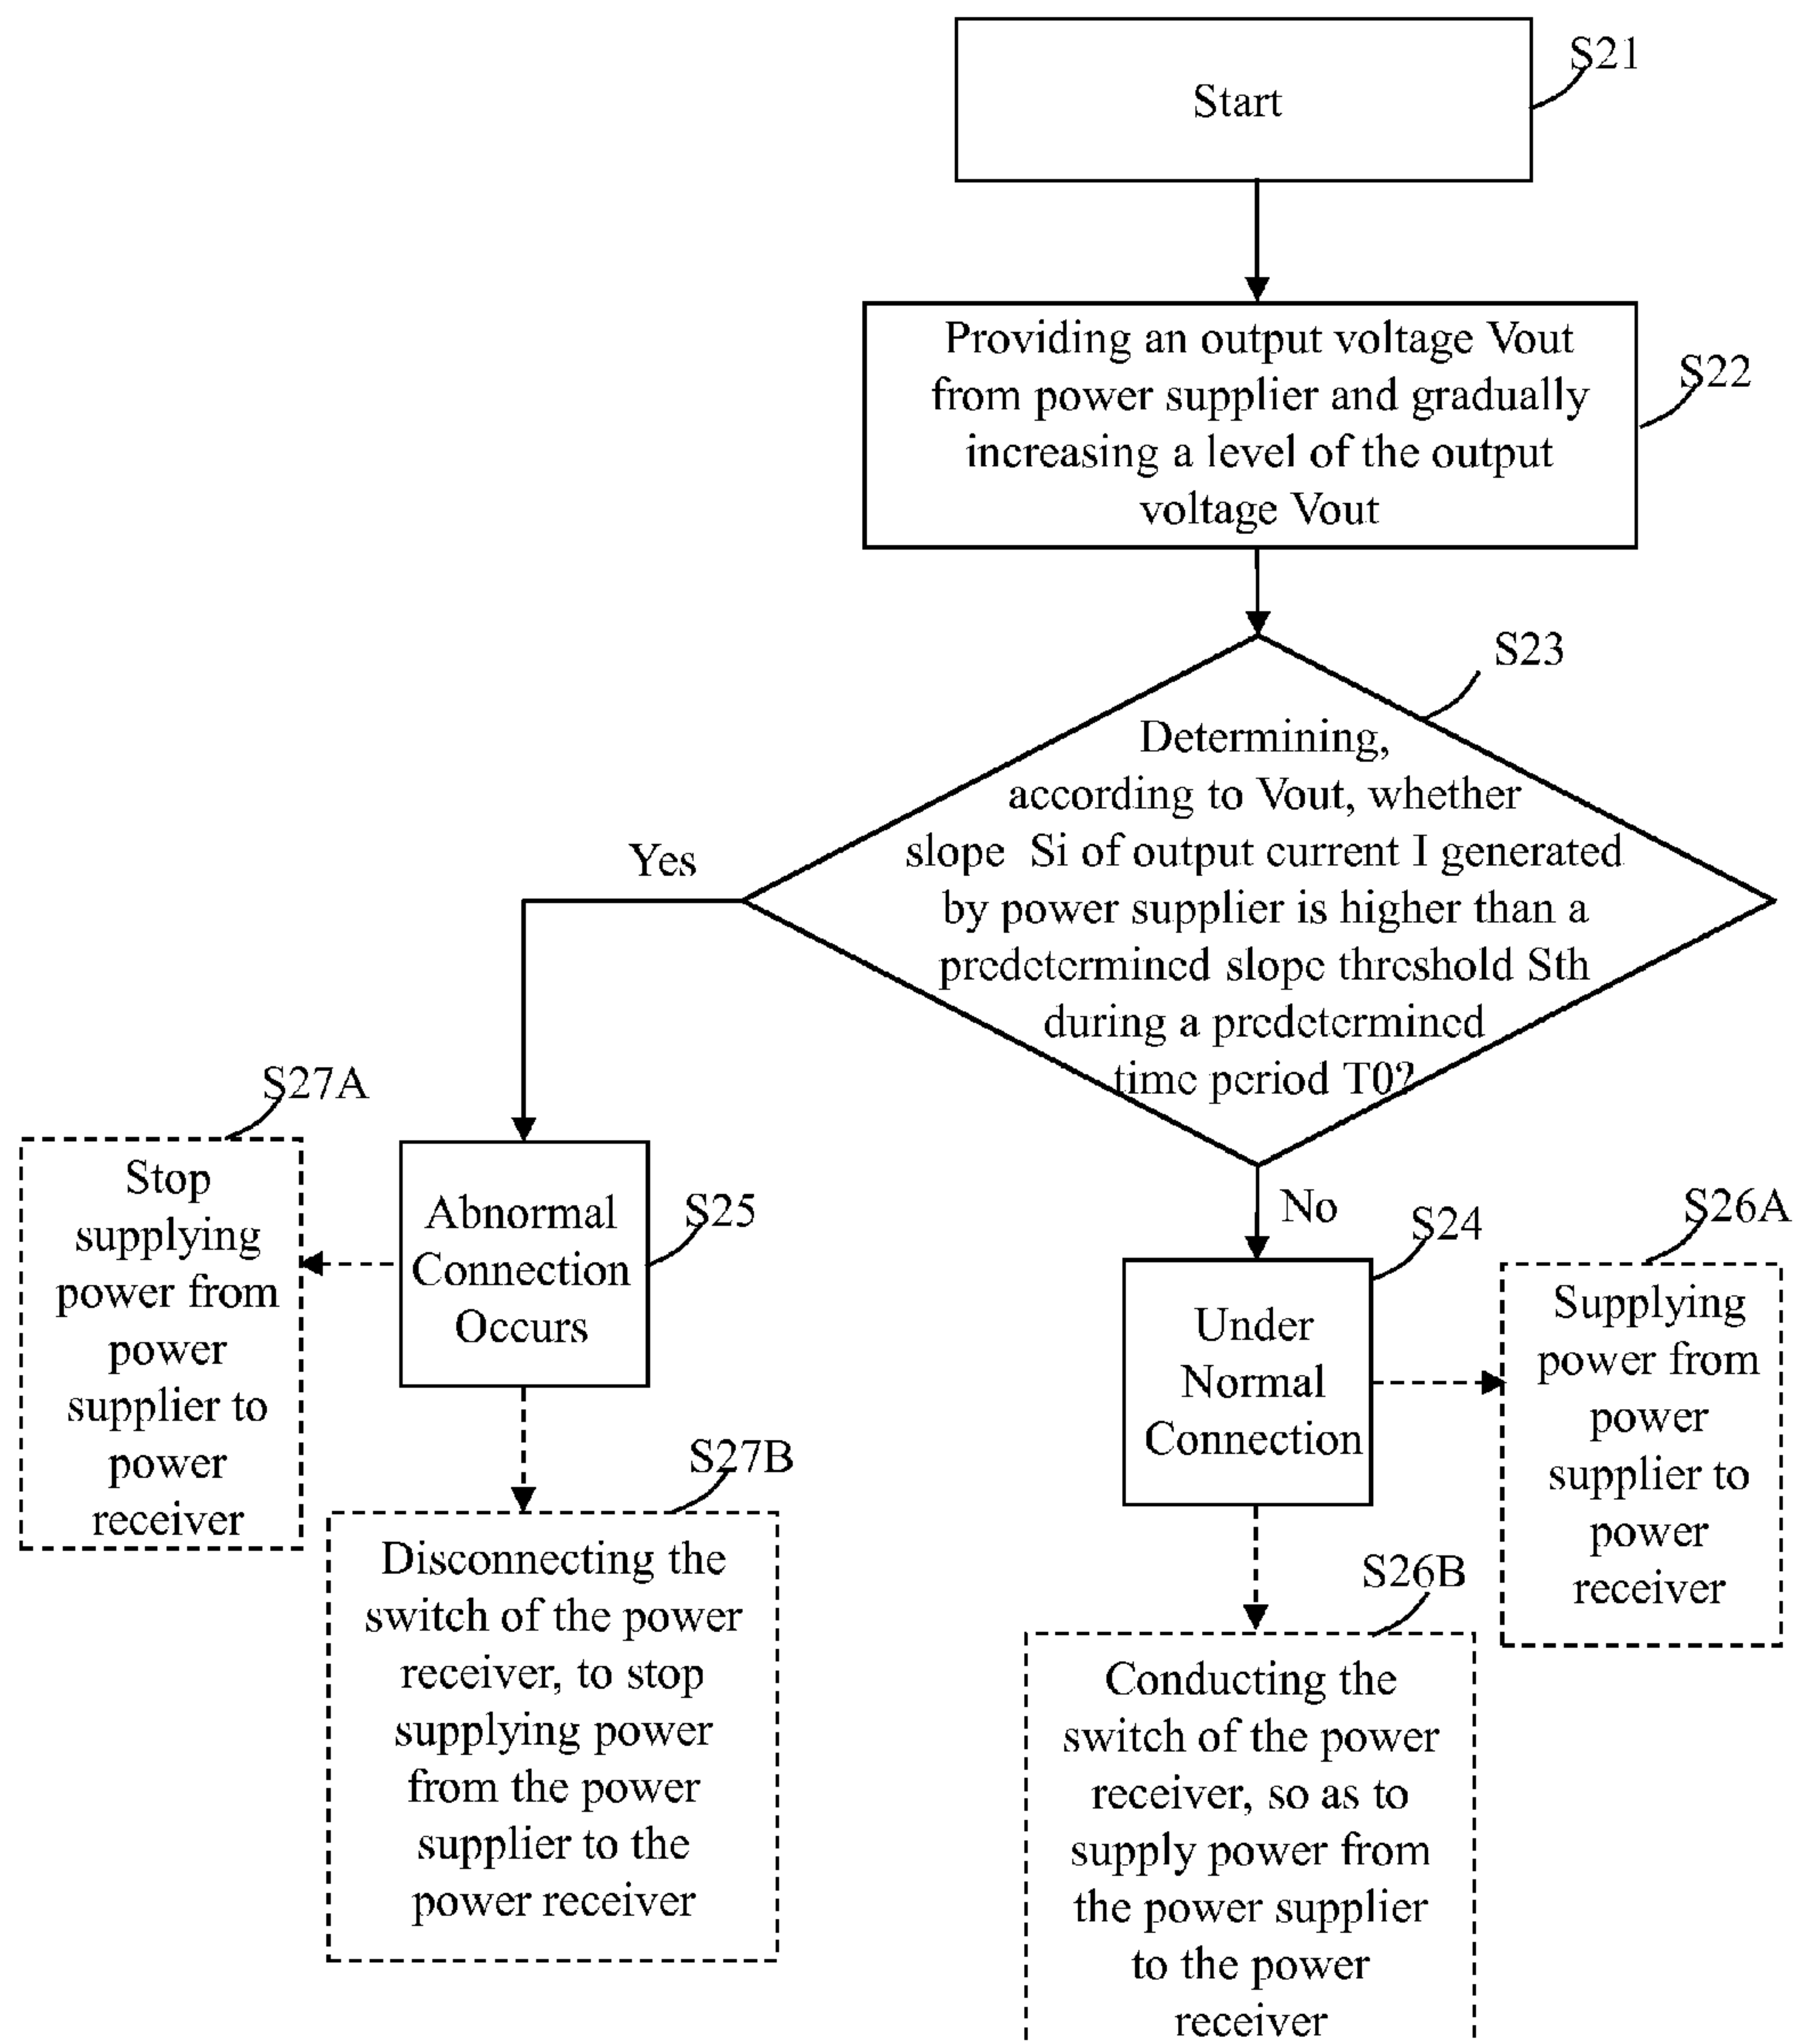 S21
Start
Providing an output voltage Vout
from power supplier and gradually
increasing a level of the output
voltage Vout
S22
S23
Determining,
according to Vout, whether
slope Si of output current I generated
by power supplier is higher than a
predetermined slope threshold Sth
during a predetermined
time period T0?
Yes
No
S27A
Stop
supplying
power from
power
supplier to
power
receiver
Abnormal
Connection
Occurs
S25
S24
Under
Normal
Connection
S26A
Supplying
power from
power
supplier to
power
receiver
S27B
Disconnecting the
switch of the power
receiver, to stop
supplying power
from the power
supplier to the
power receiver
S26B
Conducting the
switch of the power
receiver, so as to
supply power from
the power supplier
to the power
receiver